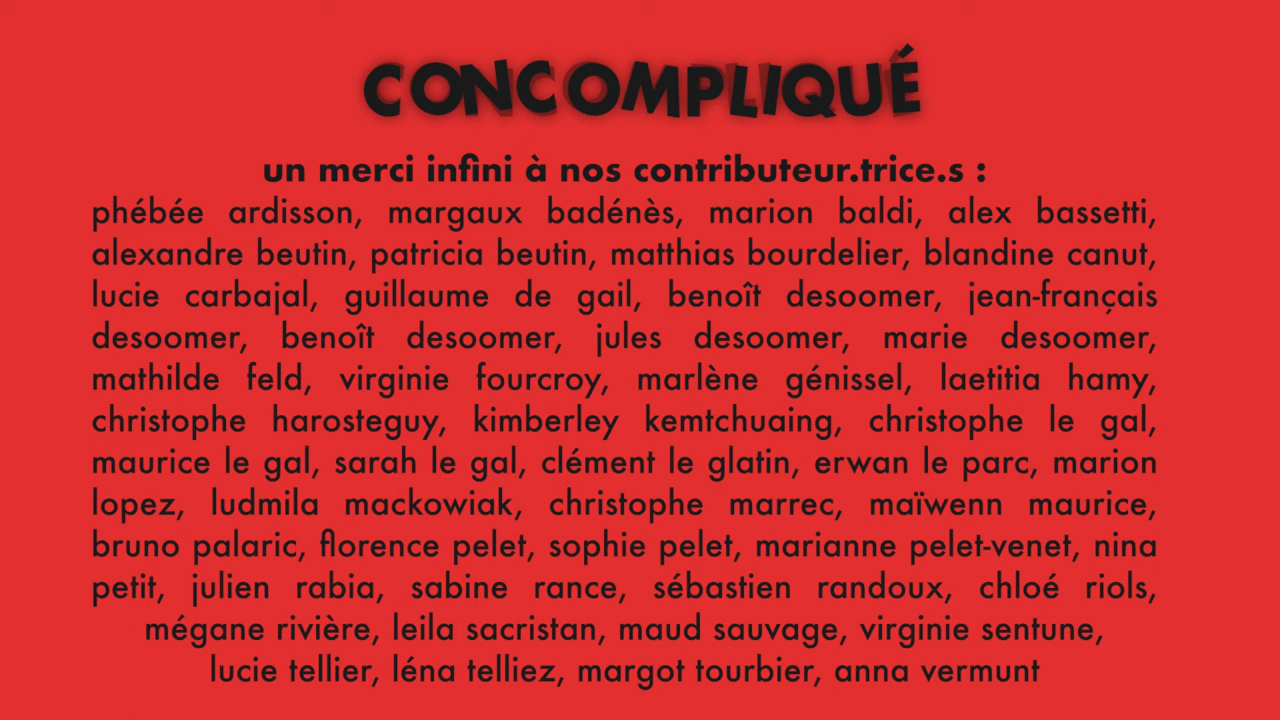 CONCOMPLIQUÉ
un merci infini à nos contributeur.trice.s :
phébée ardisson, margaux badénès, marion baldi, alex bassetti,
alexandre beutin, patricia beutin, matthias bourdelier, blandine canut,
lucie carbajal, guillaume de gail, benoît desoomer, jean-français
desoomer, benoît desoomer, jules desoomer, marie desoomer,
mathilde feld, virginie fourcroy, marlène génissel, laetitia hamy,
christophe harosteguy, kimberley kemtchuaing, christophe le gal,
maurice le gal, sarah le gal, clément le glatin, erwan le parc, marion
lopez, ludmila mackowiak, christophe marrec, maïwenn maurice,
bruno palaric, florence pelet, sophie pelet, marianne pelet-venet, nina
petit, julien rabia, sabine rance, sébastien randoux, chloé riols,
mégane rivière, leila sacristan, maud sauvage, virginie sentune,
lucie tellier, léna telliez, margot tourbier, anna vermunt